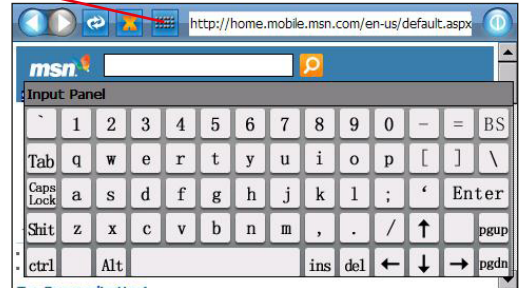 http://home.mobile.msn.com/en-us/default.aspx
msn
Input Panel
` 1 2 3 4 5 6 7 8 9 0 - = BS
Tab q w e r t y u i o p [ ] \
Caps Lock a s d f g h j k l ; ‘ Enter
Shit z x c v b n m , . / ↑ pgup
ctrl Alt ins del ← ↓ → pgdn